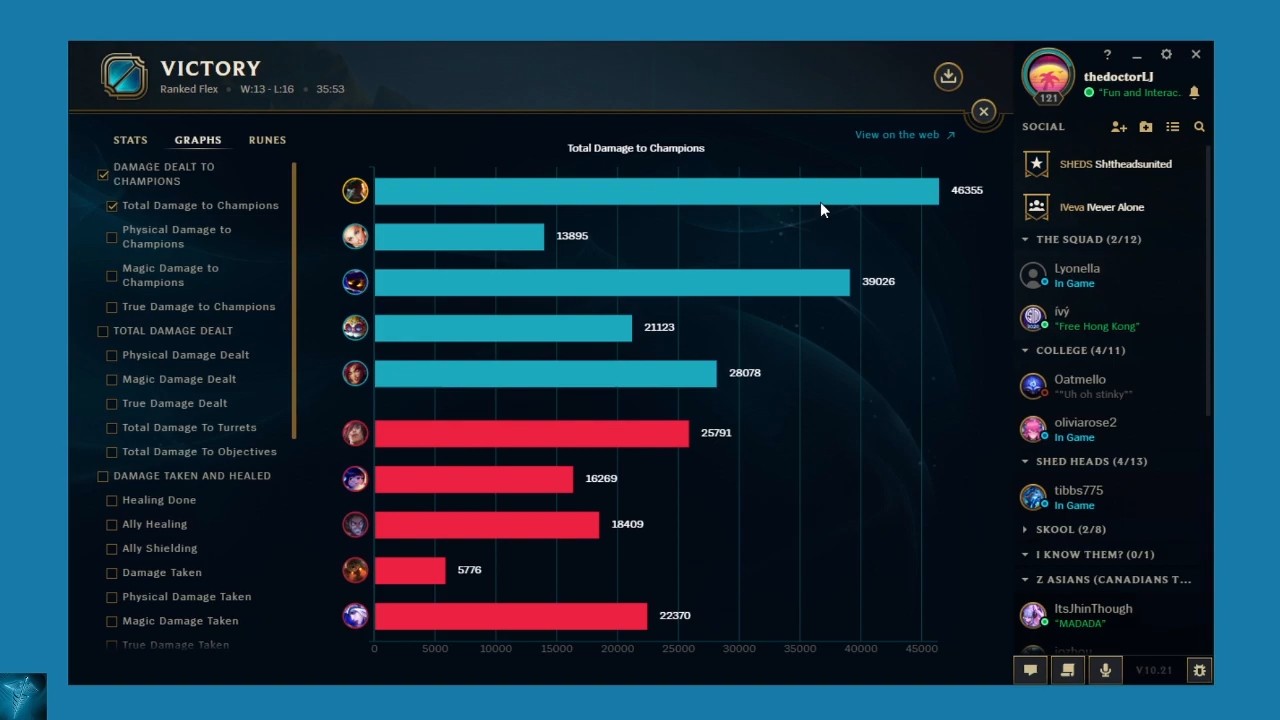 VICTORY
Ranked Flex • W:13 - L:16 • 35:53
STATS
GRAPHS
RUNES
View on the web
DAMAGE DEALT TO
CHAMPIONS
Total Damage to Champions
Physical Damage to
Champions
Magic Damage to
Champions
True Damage to Champions
TOTAL DAMAGE DEALT
Physical Damage Dealt
Magic Damage Dealt
True Damage Dealt
Total Damage To Turrets
Total Damage To Objectives
DAMAGE TAKEN AND HEALED
Healing Done
Ally Healing
Ally Shielding
Damage Taken
Physical Damage Taken
Magic Damage Taken
True Damage Taken
Total Damage to Champions
46355
13895
39026
21123
28078
25791
16269
18409
5776
22370
0 5000 10000 15000 20000 25000 30000 35000 40000 45000
?
121
thedoctorLJ
"Fun and Interac.
SOCIAL
SHEDS Sh!theadsunited
IVeva IVever Alone
THE SQUAD (2/12)
Lyonella
In Game
ívý
"Free Hong Kong"
COLLEGE (4/11)
Oatmello
""Uh oh stinky""
oliviarose2
In Game
SHED HEADS (4/13)
tibbs775
In Game
SKOOL (2/8)
I KNOW THEM? (0/1)
Z ASIANS (CANADIANS T...
ItsJhinThough
"MADADA"
V10.21